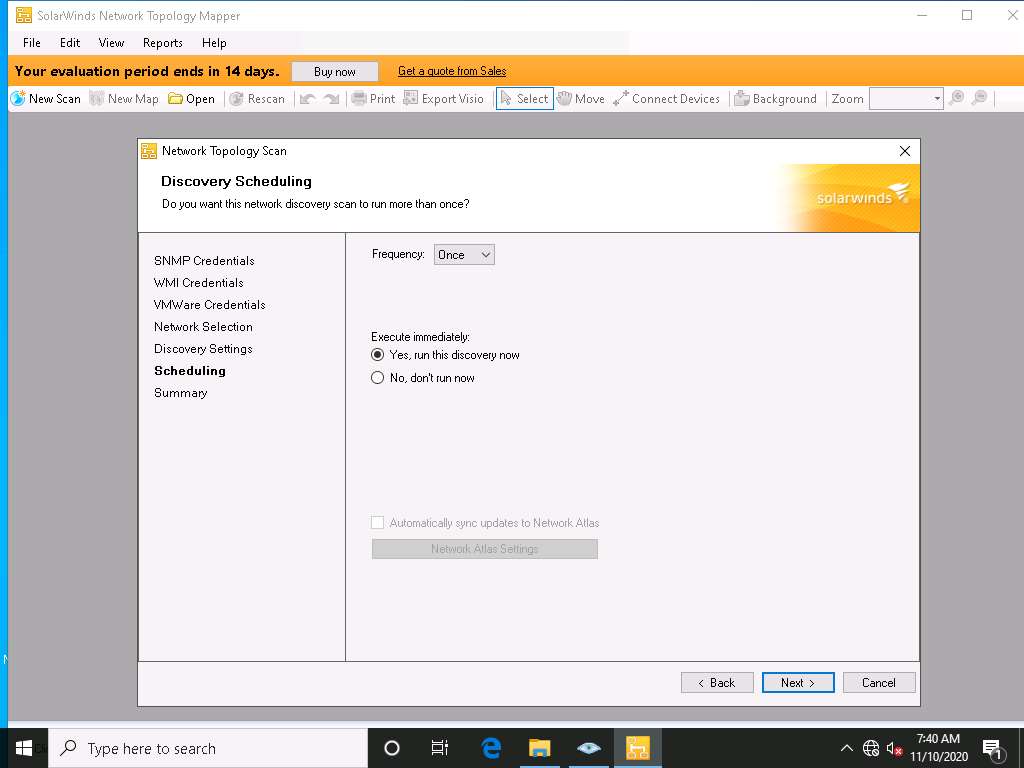 SolarWinds Network Topology Mapper
File Edit View Reports Help
Your evaluation period ends in 14 days. Buy now Get a quote from Sales
New Scan New Map Open Rescan Print Export Visio Select Move Connect Devices Background Zoom
Network Topology Scan
Discovery Scheduling
Do you want this network discovery scan to run more than once?
solarwinds
SNMP Credentials
WMI Credentials
VMWare Credentials
Network Selection
Discovery Settings
Scheduling
Summary
Frequency: Once
Execute immediately:
Yes, run this discovery now
No, don't run now
Automatically sync updates to Network Atlas
Network Atlas Settings
< Back Next > Cancel
Type here to search
7:40 AM
11/10/2020
1